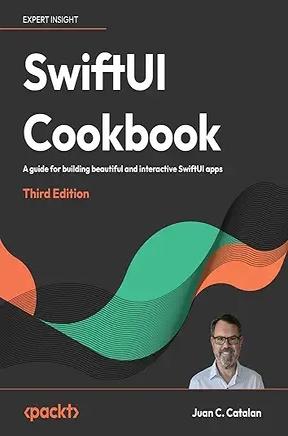 EXPERT INSIGHT
SwiftUI
Cookbook
A guide for building beautiful and interactive SwiftUI apps
Third Edition
Juan C. Catalan
<packt>